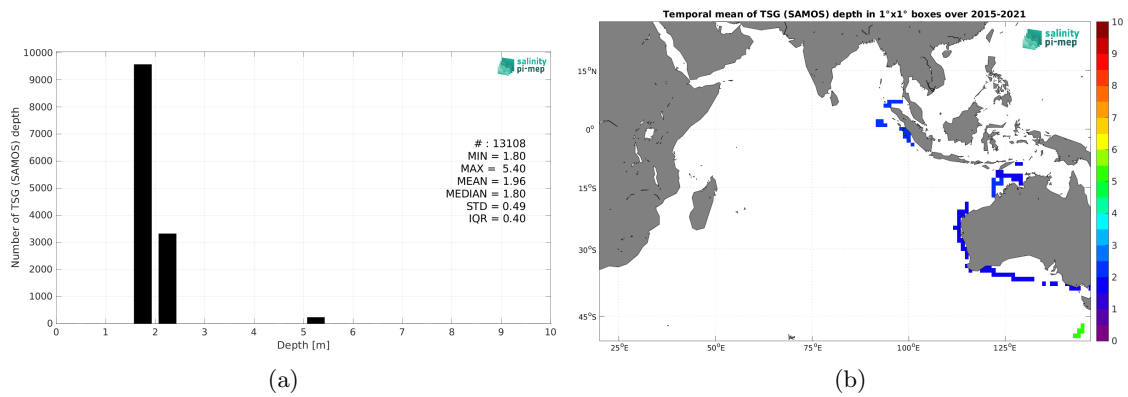 10000
9000
8000
7000
6000
5000
4000
3000
2000
1000
0
Number of TSG (SAMOS) depth
salinity
pi-mep
# : 13108
MIN = 1.80
MAX = 5.40
MEAN = 1.96
MEDIAN = 1.80
STD = 0.49
IQR = 0.40
0 1 2 3 4 5 6 7 8 9 10
Depth [m]
(a)
Temporal mean of TSG (SAMOS) depth in 1°x1° boxes over 2015-2021
salinity
pi-mep
15°N
0°
15°S
30°S
45°S
25°E 50°E 75°E 100°E 125°E
10
9
8
7
6
5
4
3
2
1
0
(b)